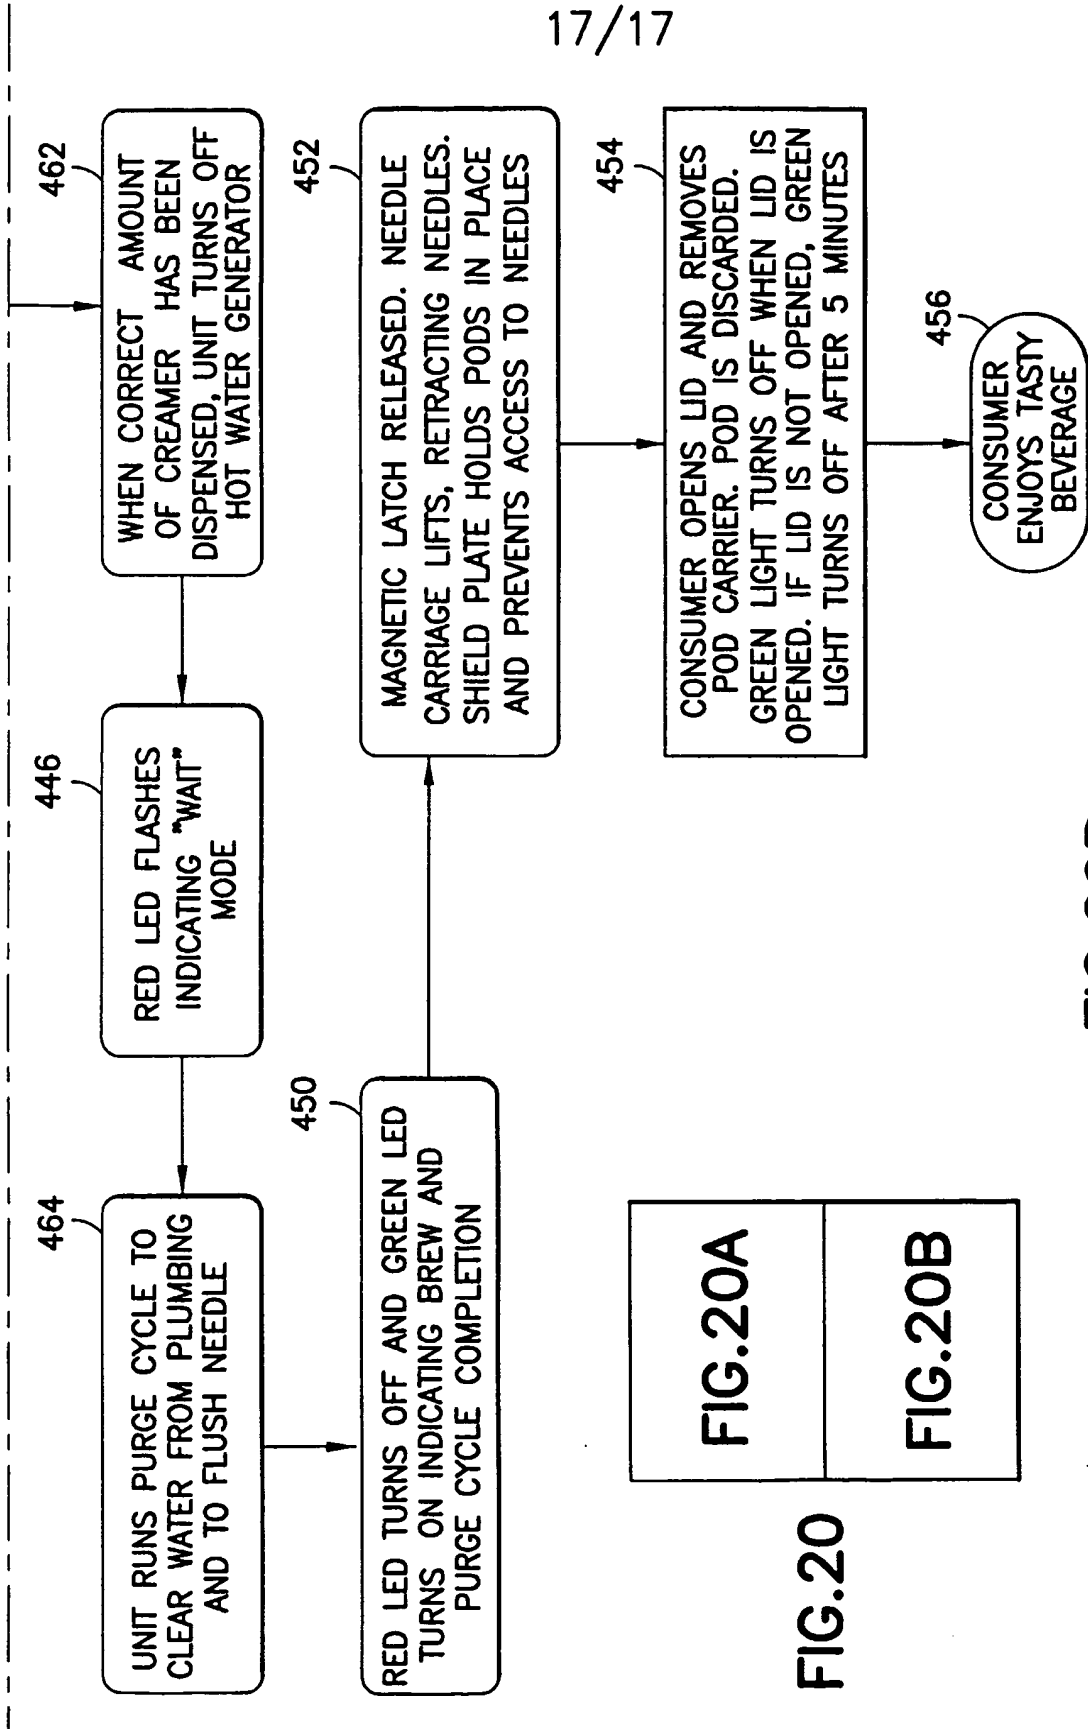 17/17
462
WHEN CORRECT AMOUNT
OF CREAMER HAS BEEN
DISPENSED, UNIT TURNS OFF
HOT WATER GENERATOR
446
RED LED FLASHES
INDICATING "WAIT"
MODE
464
UNIT RUNS PURGE CYCLE TO
CLEAR WATER FROM PLUMBING
AND TO FLUSH NEEDLE
450
RED LED TURNS OFF AND GREEN LED
TURNS ON INDICATING BREW AND
PURGE CYCLE COMPLETION
452
MAGNETIC LATCH RELEASED. NEEDLE
CARRIAGE LIFTS, RETRACTING NEEDLES.
SHIELD PLATE HOLDS PODS IN PLACE
AND PREVENTS ACCESS TO NEEDLES
454
CONSUMER OPENS LID AND REMOVES
POD CARRIER. POD IS DISCARDED.
GREEN LIGHT TURNS OFF WHEN LID IS
OPENED. IF LID IS NOT OPENED, GREEN
LIGHT TURNS OFF AFTER 5 MINUTES
456
CONSUMER
ENJOYS TASTY
BEVERAGE
FIG.20
FIG.20A
FIG.20B